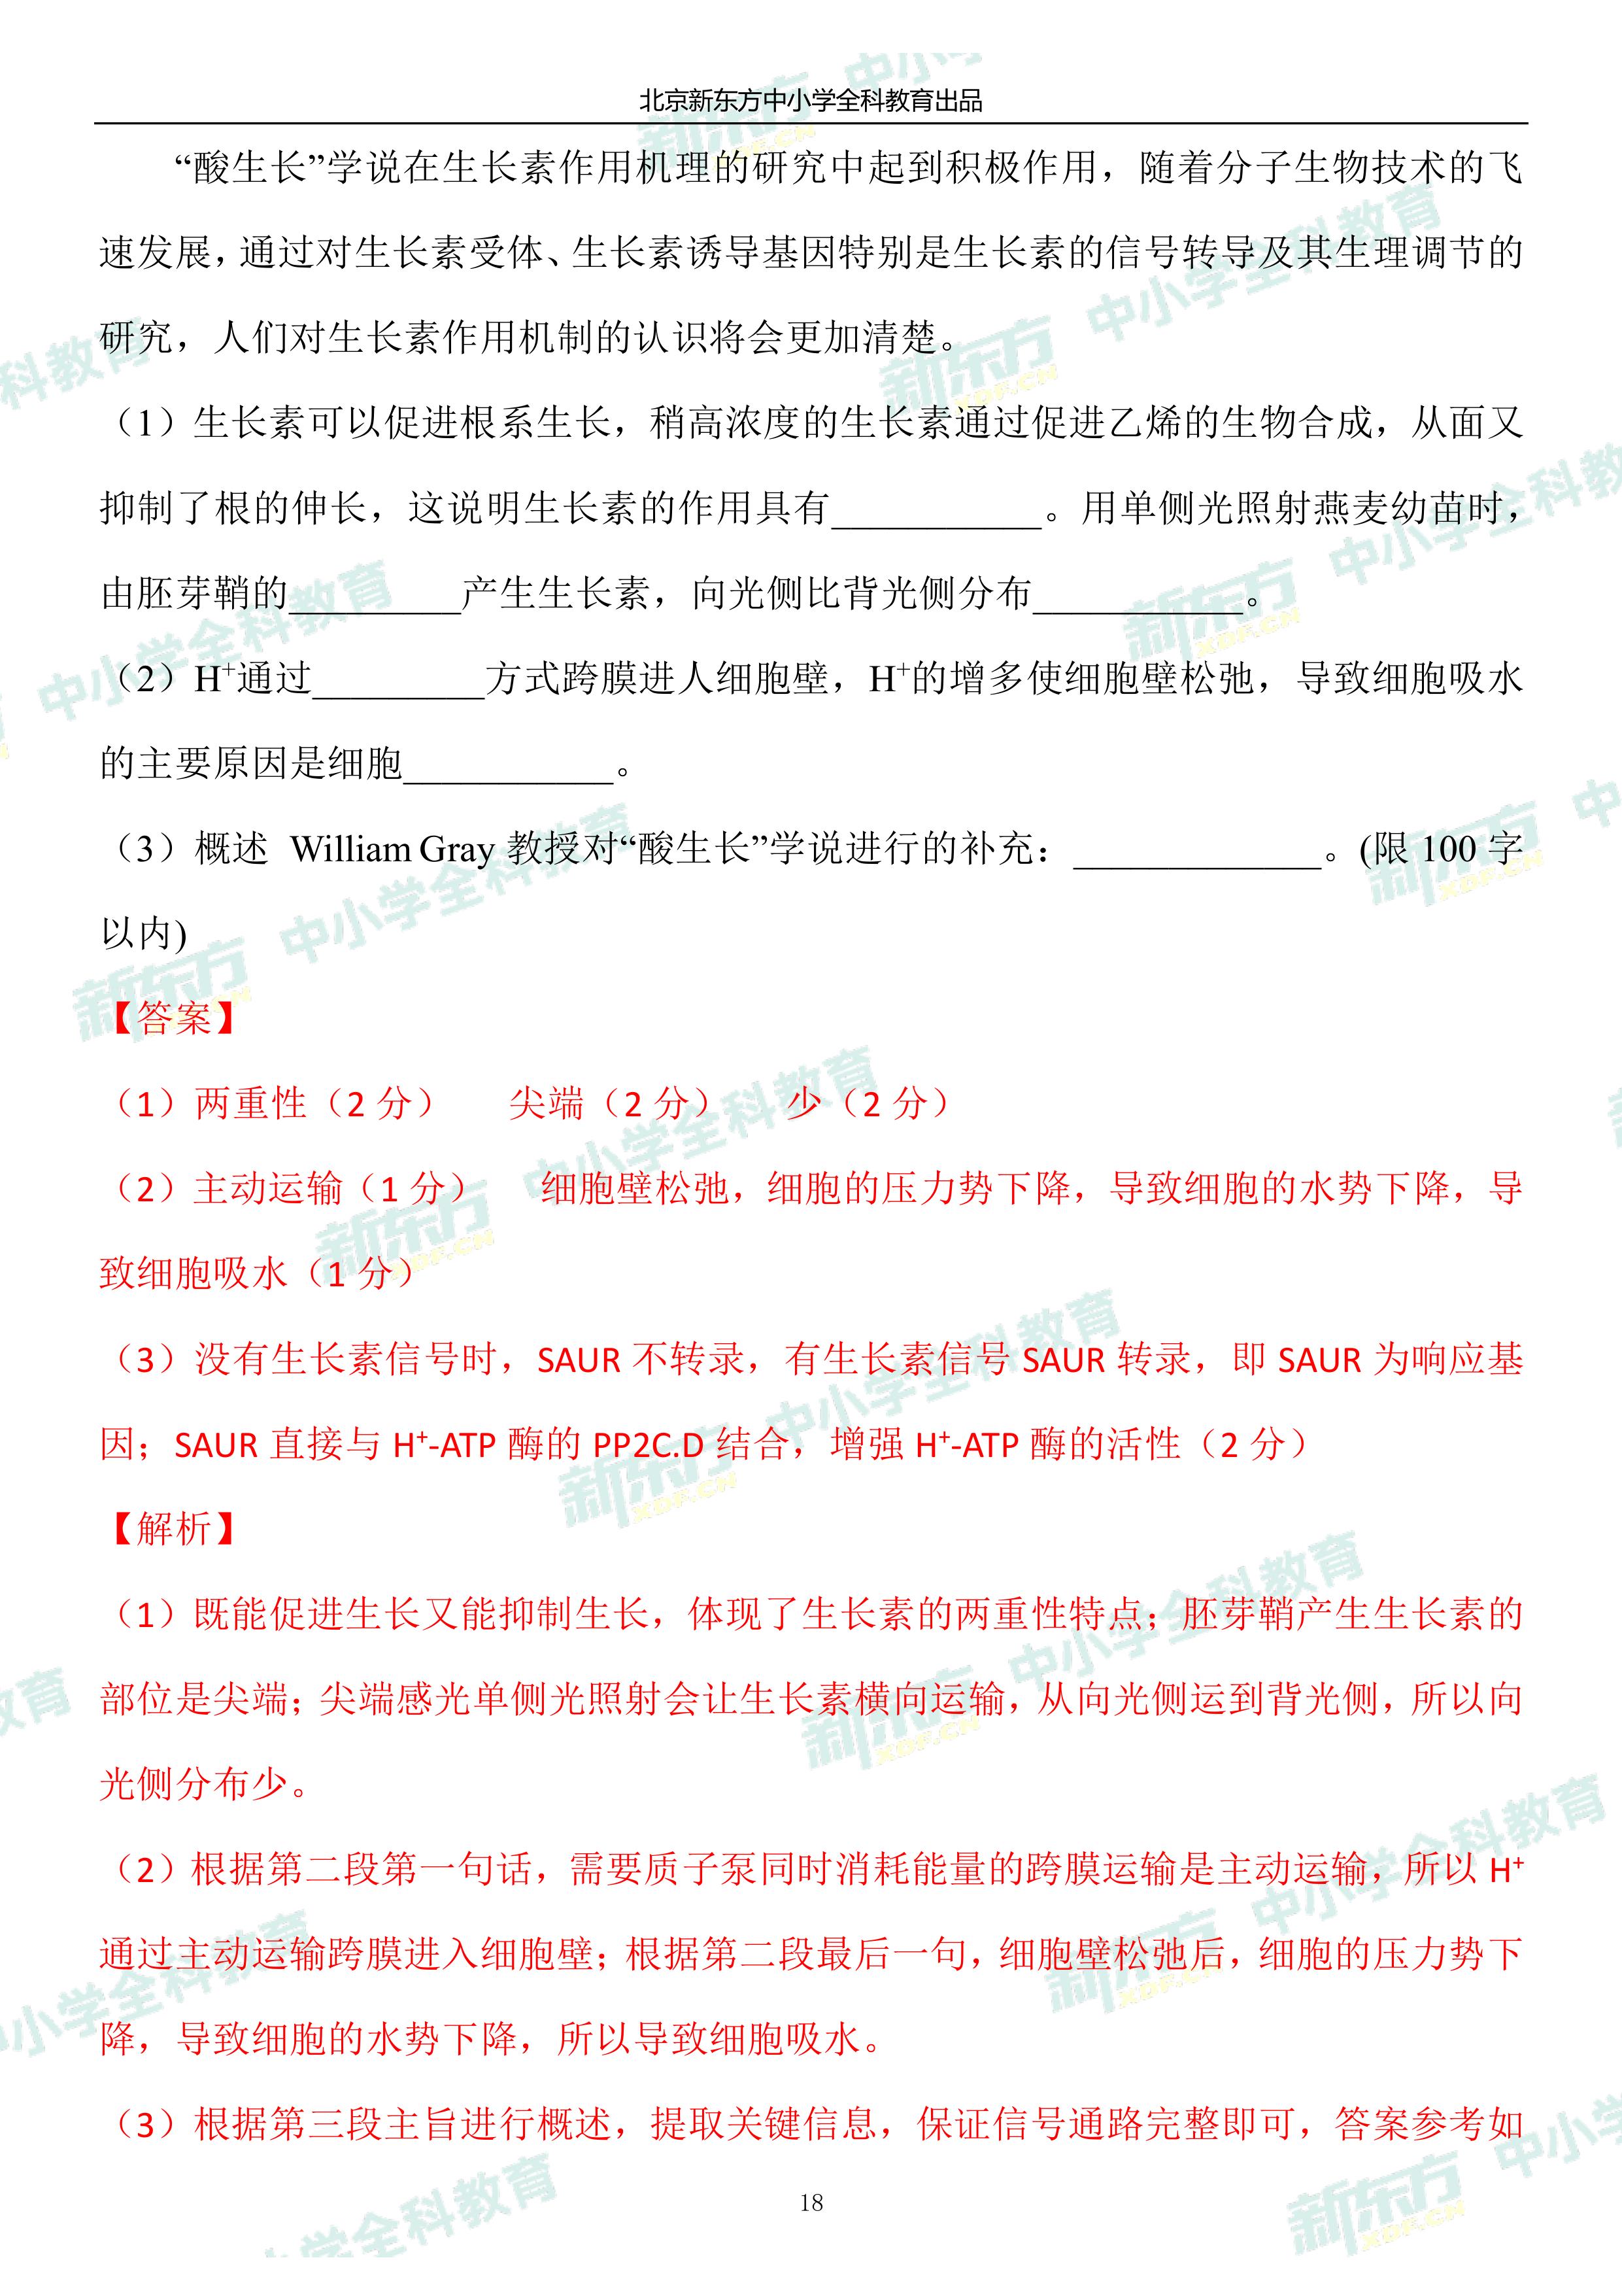 北京新东方中小学全科教育出品
“酸生长”学说在生长素作用机理的研究中起到积极作用，随着分子生物技术的飞
速发展，通过对生长素受体、生长素诱导基因特别是生长素的信号转导及其生理调节的
研究，人们对生长素作用机制的认识将会更加清楚。
（1）生长素可以促进根系生长，稍高浓度的生长素通过促进乙烯的生物合成，从面又
抑制了根的伸长，这说明生长素的作用具有___________。用单侧光照射燕麦幼苗时，
由胚芽鞘的_________产生生长素，向光侧比背光侧分布___________。
（2）H⁺通过_________方式跨膜进人细胞壁，H⁺的增多使细胞壁松弛，导致细胞吸水
的主要原因是细胞___________。
（3）概述 William Gray 教授对“酸生长”学说进行的补充：_____________。(限 100 字
以内)
【答案】
（1）两重性（2 分） 尖端（2 分） 少（2 分）
（2）主动运输（1 分） 细胞壁松弛，细胞的压力势下降，导致细胞的水势下降，导
致细胞吸水（1 分）
（3）没有生长素信号时，SAUR 不转录，有生长素信号 SAUR 转录，即 SAUR 为响应基
因；SAUR 直接与 H⁺-ATP 酶的 PP2C.D 结合，增强 H⁺-ATP 酶的活性（2 分）
【解析】
（1）既能促进生长又能抑制生长，体现了生长素的两重性特点；胚芽鞘产生生长素的
部位是尖端；尖端感光单侧光照射会让生长素横向运输，从向光侧运到背光侧，所以向
光侧分布少。
（2）根据第二段第一句话，需要质子泵同时消耗能量的跨膜运输是主动运输，所以 H⁺
通过主动运输跨膜进入细胞壁；根据第二段最后一句，细胞壁松弛后，细胞的压力势下
降，导致细胞的水势下降，所以导致细胞吸水。
（3）根据第三段主旨进行概述，提取关键信息，保证信号通路完整即可，答案参考如
18
新东方 XDF.CN 中小学全科教育